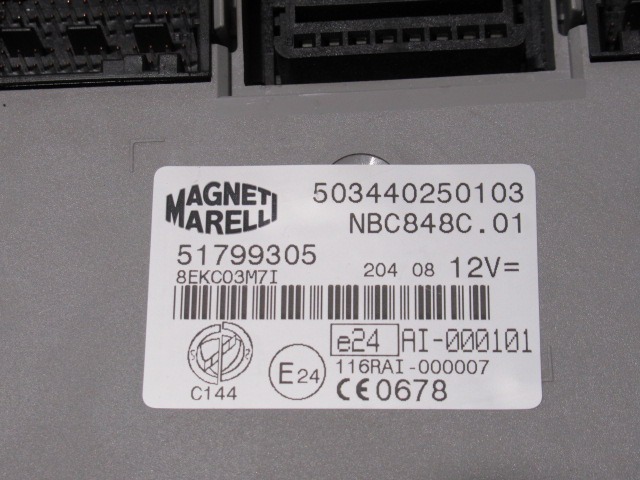 MAGNETI MARELLI
503440250103
NBC848C.01
51799305
8EKC03M7I
204 08 12V=
e24 AI-000101
116RAI-000007
E24
C144
CE0678